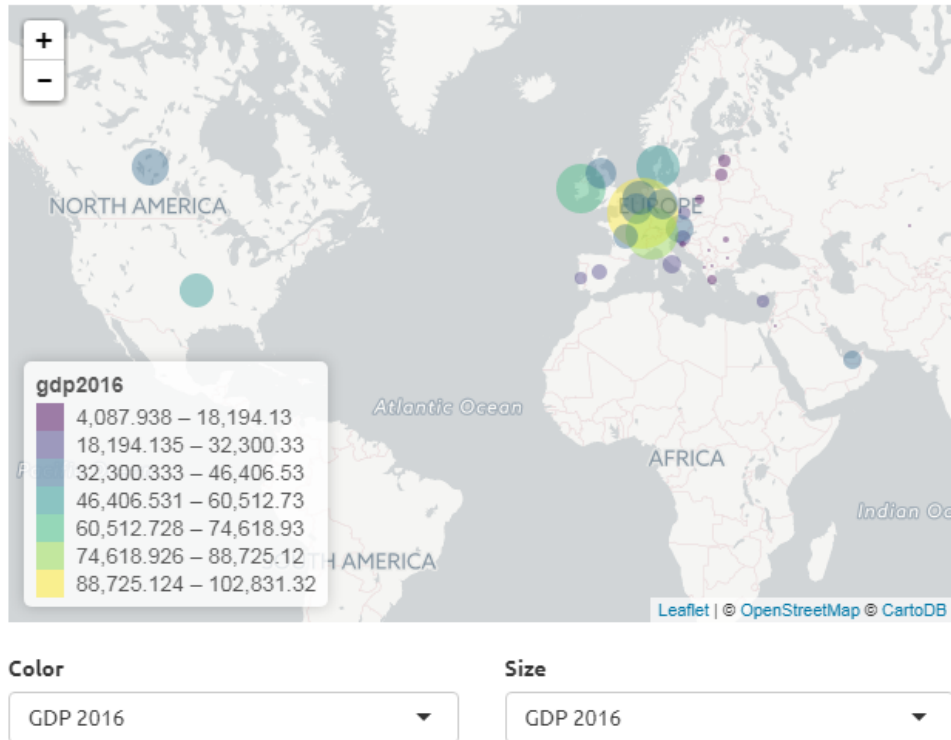 +
−
NORTH AMERICA
EUROPE
Atlantic Ocean
AFRICA
Indian Oc
TH AMERICA
gdp2016
4,087.938 – 18,194.13
18,194.135 – 32,300.33
32,300.333 – 46,406.53
46,406.531 – 60,512.73
60,512.728 – 74,618.93
74,618.926 – 88,725.12
88,725.124 – 102,831.32
Leaflet | © OpenStreetMap © CartoDB
Color
GDP 2016
Size
GDP 2016